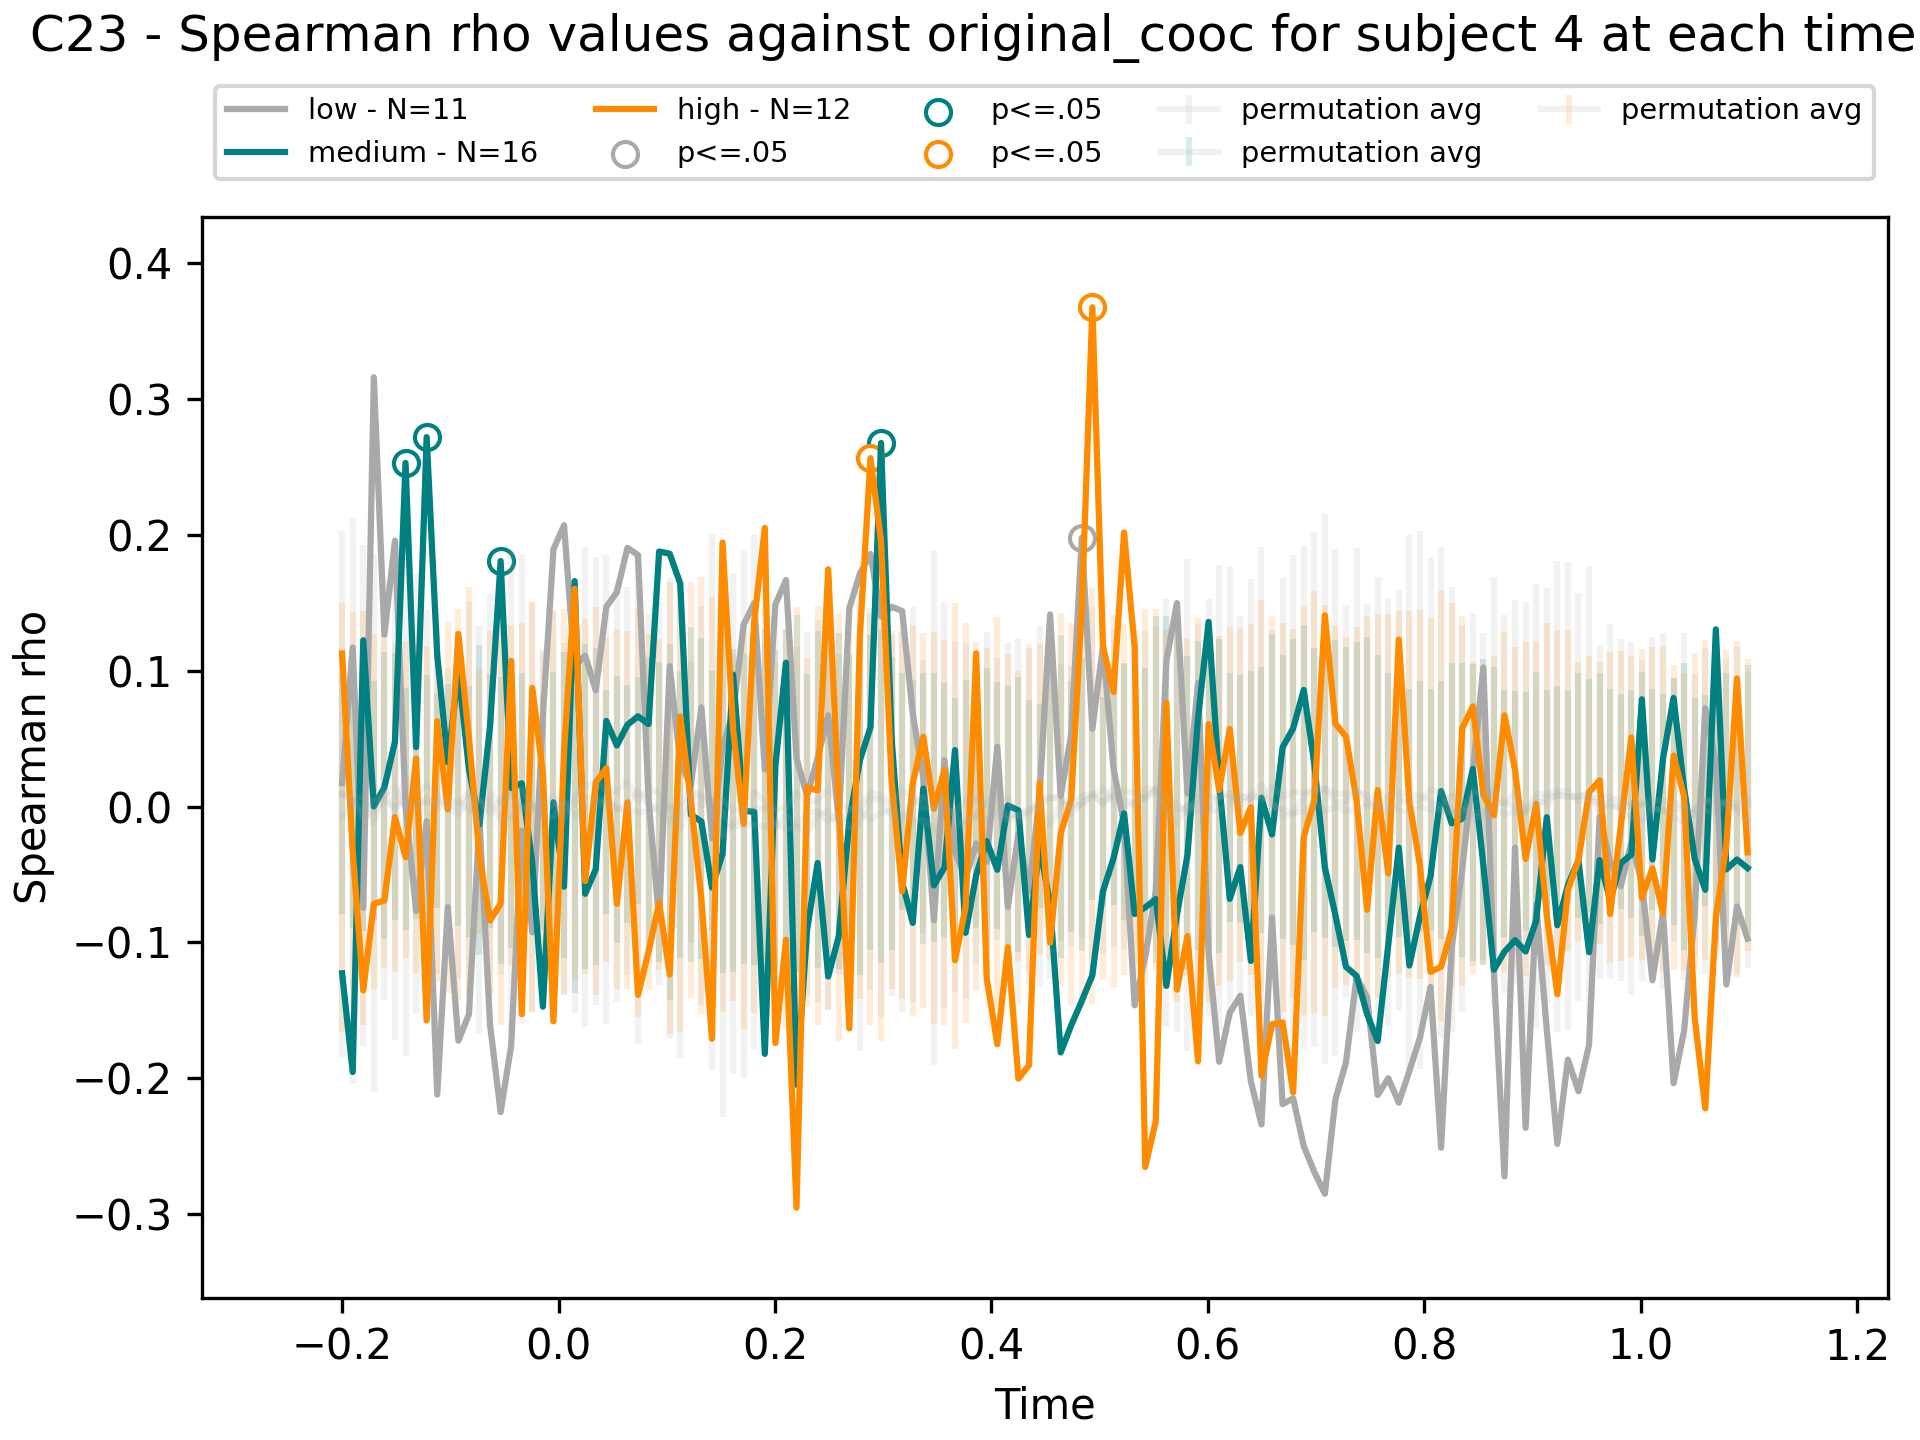 C23 - Spearman rho values against original_cooc for subject 4 at each time
low - N=11
medium - N=16
high - N=12
p<=.05
p<=.05
p<=.05
permutation avg
permutation avg
permutation avg
Spearman rho
0.4
0.3
0.2
0.1
0.0
−0.1
−0.2
−0.3
−0.2
0.0
0.2
0.4
0.6
0.8
1.0
1.2
Time